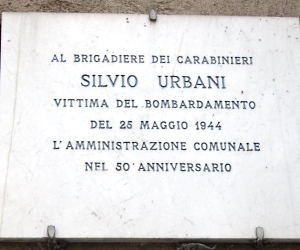 AL BRIGADIERE DEI CARABINIERI
SILVIO URBANI
VITTIMA DEL BOMBARDAMENTO
DEL 25 MAGGIO 1944
L'AMMINISTRAZIONE COMUNALE
NEL 50° ANNIVERSARIO